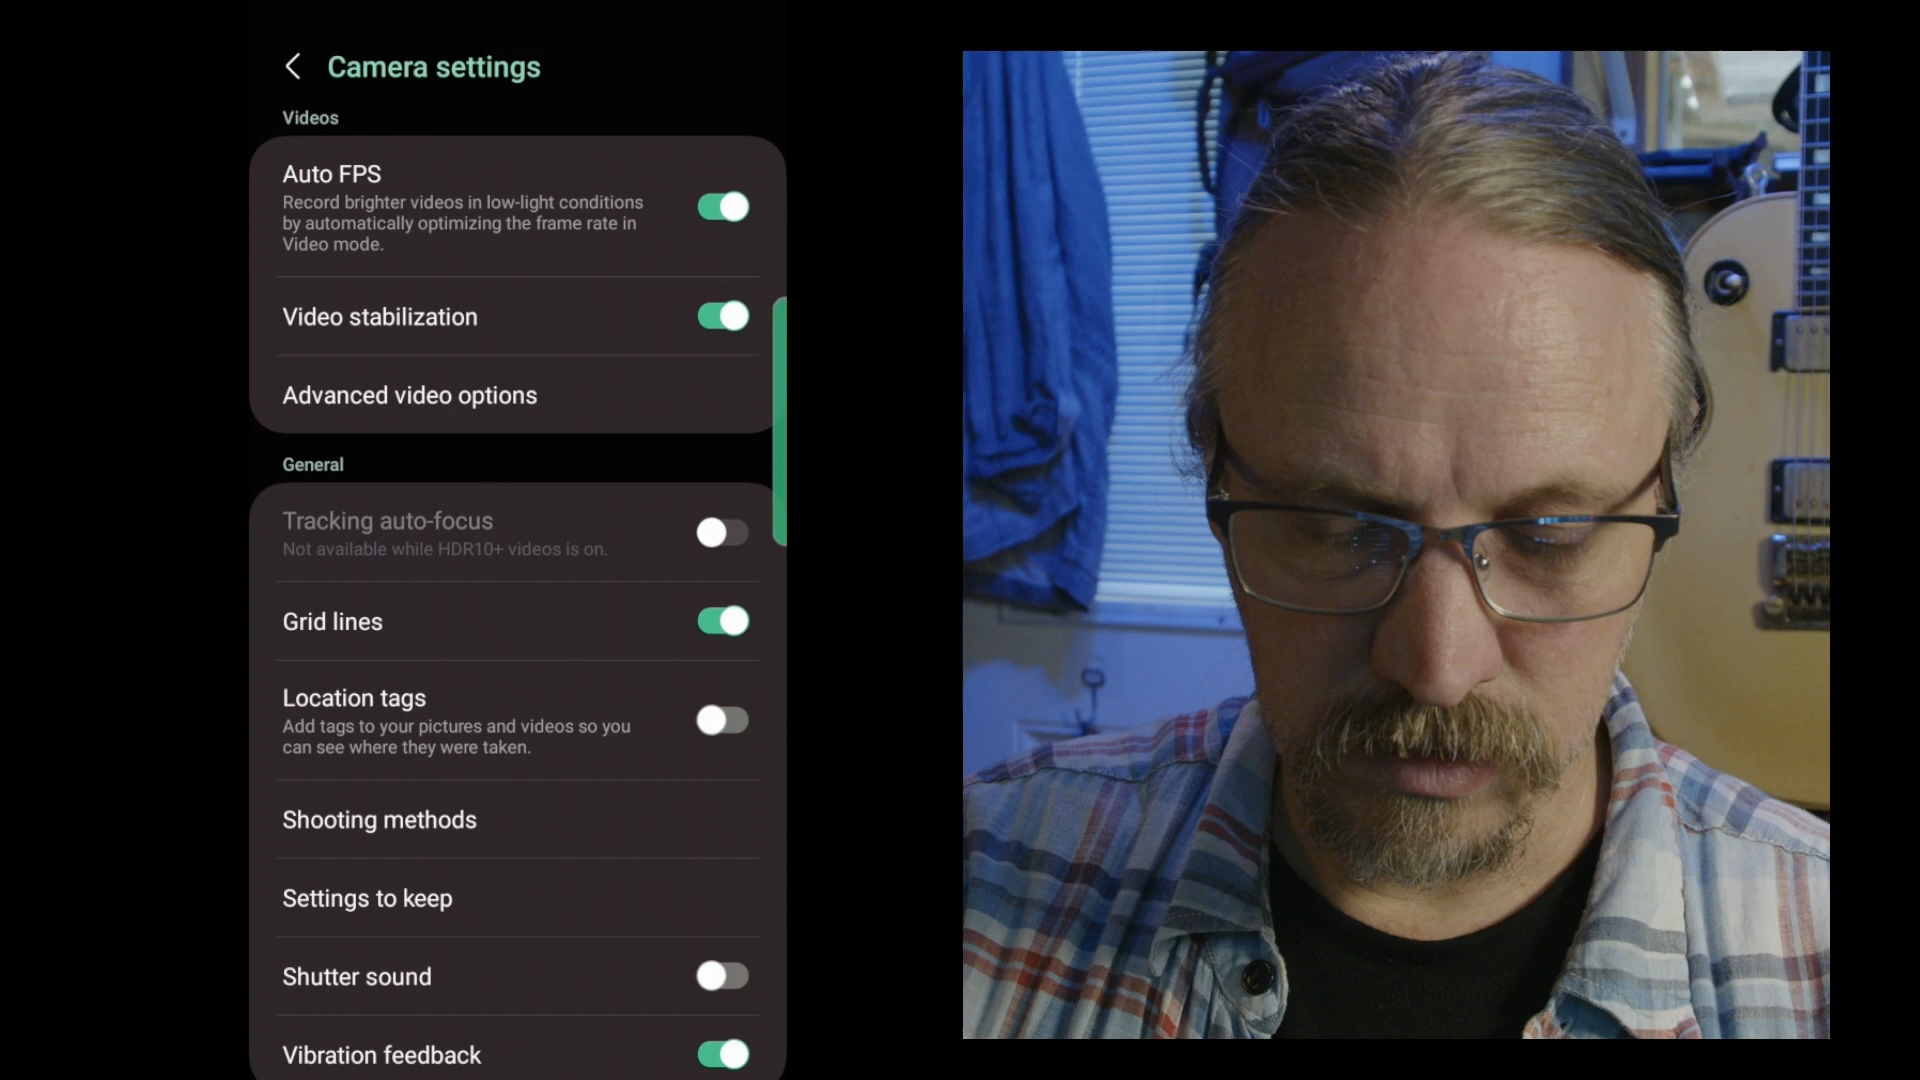 Camera settings
Videos
Auto FPS
Record brighter videos in low-light conditions
by automatically optimizing the frame rate in
Video mode.
Video stabilization
Advanced video options
General
Tracking auto-focus
Not available while HDR10+ videos is on.
Grid lines
Location tags
Add tags to your pictures and videos so you
can see where they were taken.
Shooting methods
Settings to keep
Shutter sound
Vibration feedback